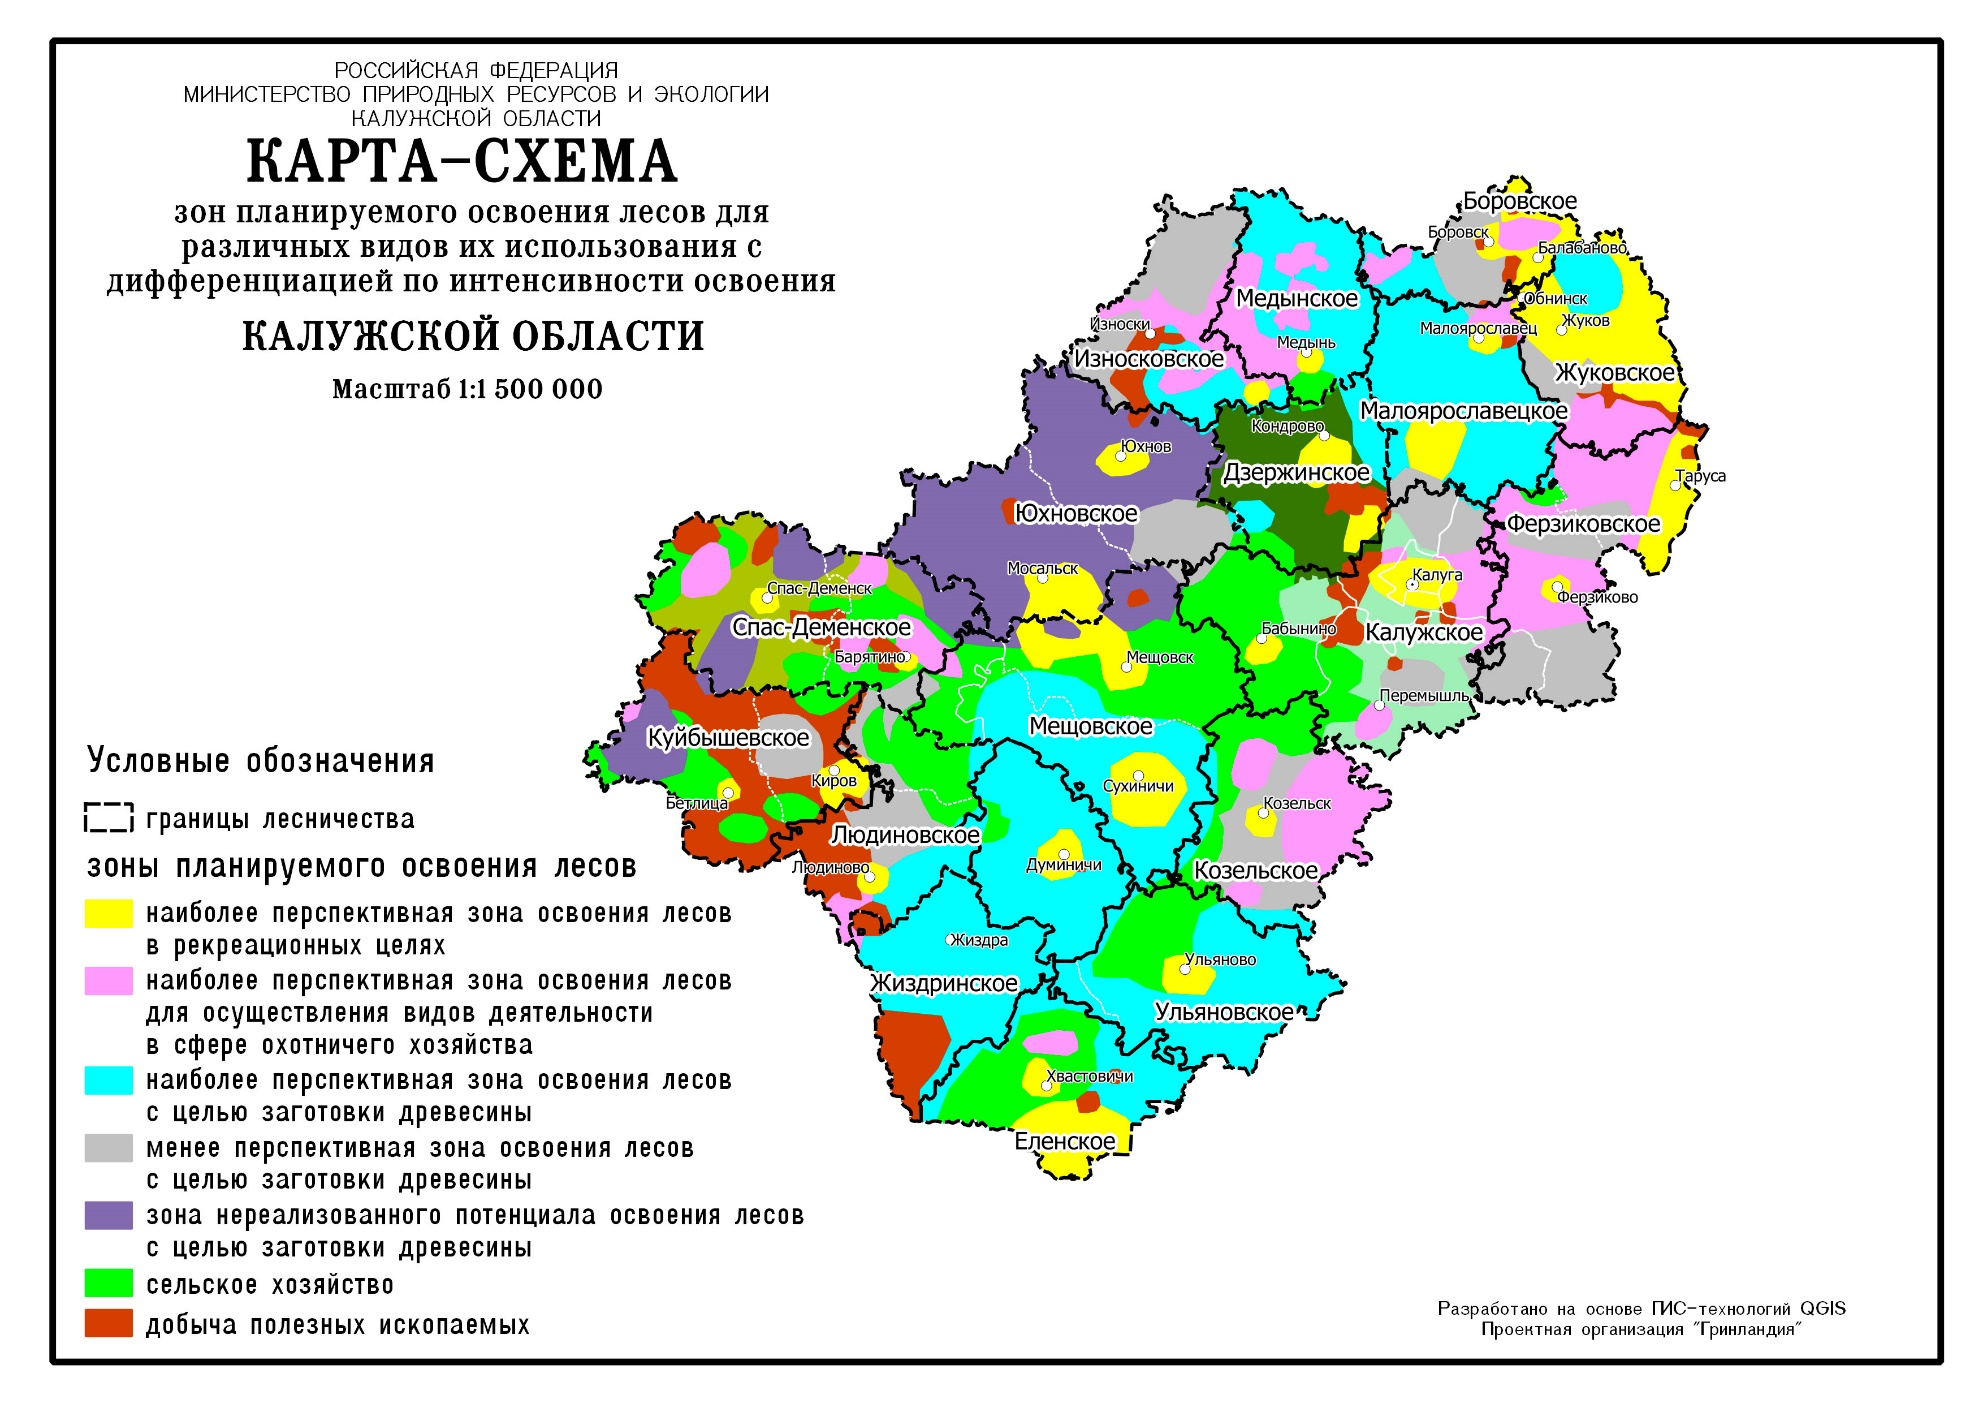 РОССИЙСКАЯ ФЕДЕРАЦИЯ
МИНИСТЕРСТВО ПРИРОДНЫХ РЕСУРСОВ И ЭКОЛОГИИ
КАЛУЖСКОЙ ОБЛАСТИ
КАРТА-СХЕМА
зон планируемого освоения лесов для
различных видов их использования с
дифференциацией по интенсивности освоения
КАЛУЖСКОЙ ОБЛАСТИ
Масштаб 1:1 500 000
Боровское
Боровск
Балабаново
Медынское
Обнинск
Износки
Малоярославец
Жуков
Медынь
Износковское
Жуковское
Малоярославецкое
Кондрово
Юхнов
Дзержинское
Таруса
Юхновское
Ферзиковское
Мосальск
Калуга
Спас-Деменск
Ферзиково
Спас-Деменское
Бабынино
Калужское
Барятино
Мещовск
Перемышль
Мещовское
Куйбышевское
Киров
Сухиничи
Бетлица
Козельск
Людиновское
Людиново
Думиничи
Козельское
Жиздра
Ульяново
Жиздринское
Ульяновское
Хвастовичи
Еленское
Условные обозначения
границы лесничества
зоны планируемого освоения лесов
наиболее перспективная зона освоения лесов
в рекреационных целях
наиболее перспективная зона освоения лесов
для осуществления видов деятельности
в сфере охотничего хозяйства
наиболее перспективная зона освоения лесов
с целью заготовки древесины
менее перспективная зона освоения лесов
с целью заготовки древесины
зона нереализованного потенциала освоения лесов
с целью заготовки древесины
сельское хозяйство
добыча полезных ископаемых
Разработано на основе ГИС-технологий QGIS
Проектная организация "Гринландия"